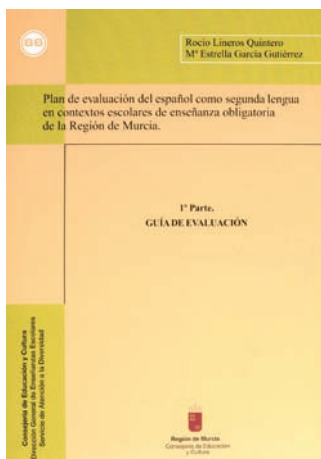 Rocío Lineros Quintero
Mª Estrella García Gutiérrez
Plan de evaluación del español como segunda lengua
en contextos escolares de enseñanza obligatoria
de la Región de Murcia.
1ª Parte.
GUÍA DE EVALUACIÓN
Consejería de Educación y Cultura
Dirección General de Enseñanzas Escolares
Servicio de Atención a la Diversidad
Región de Murcia
Consejería de Educación
y Cultura